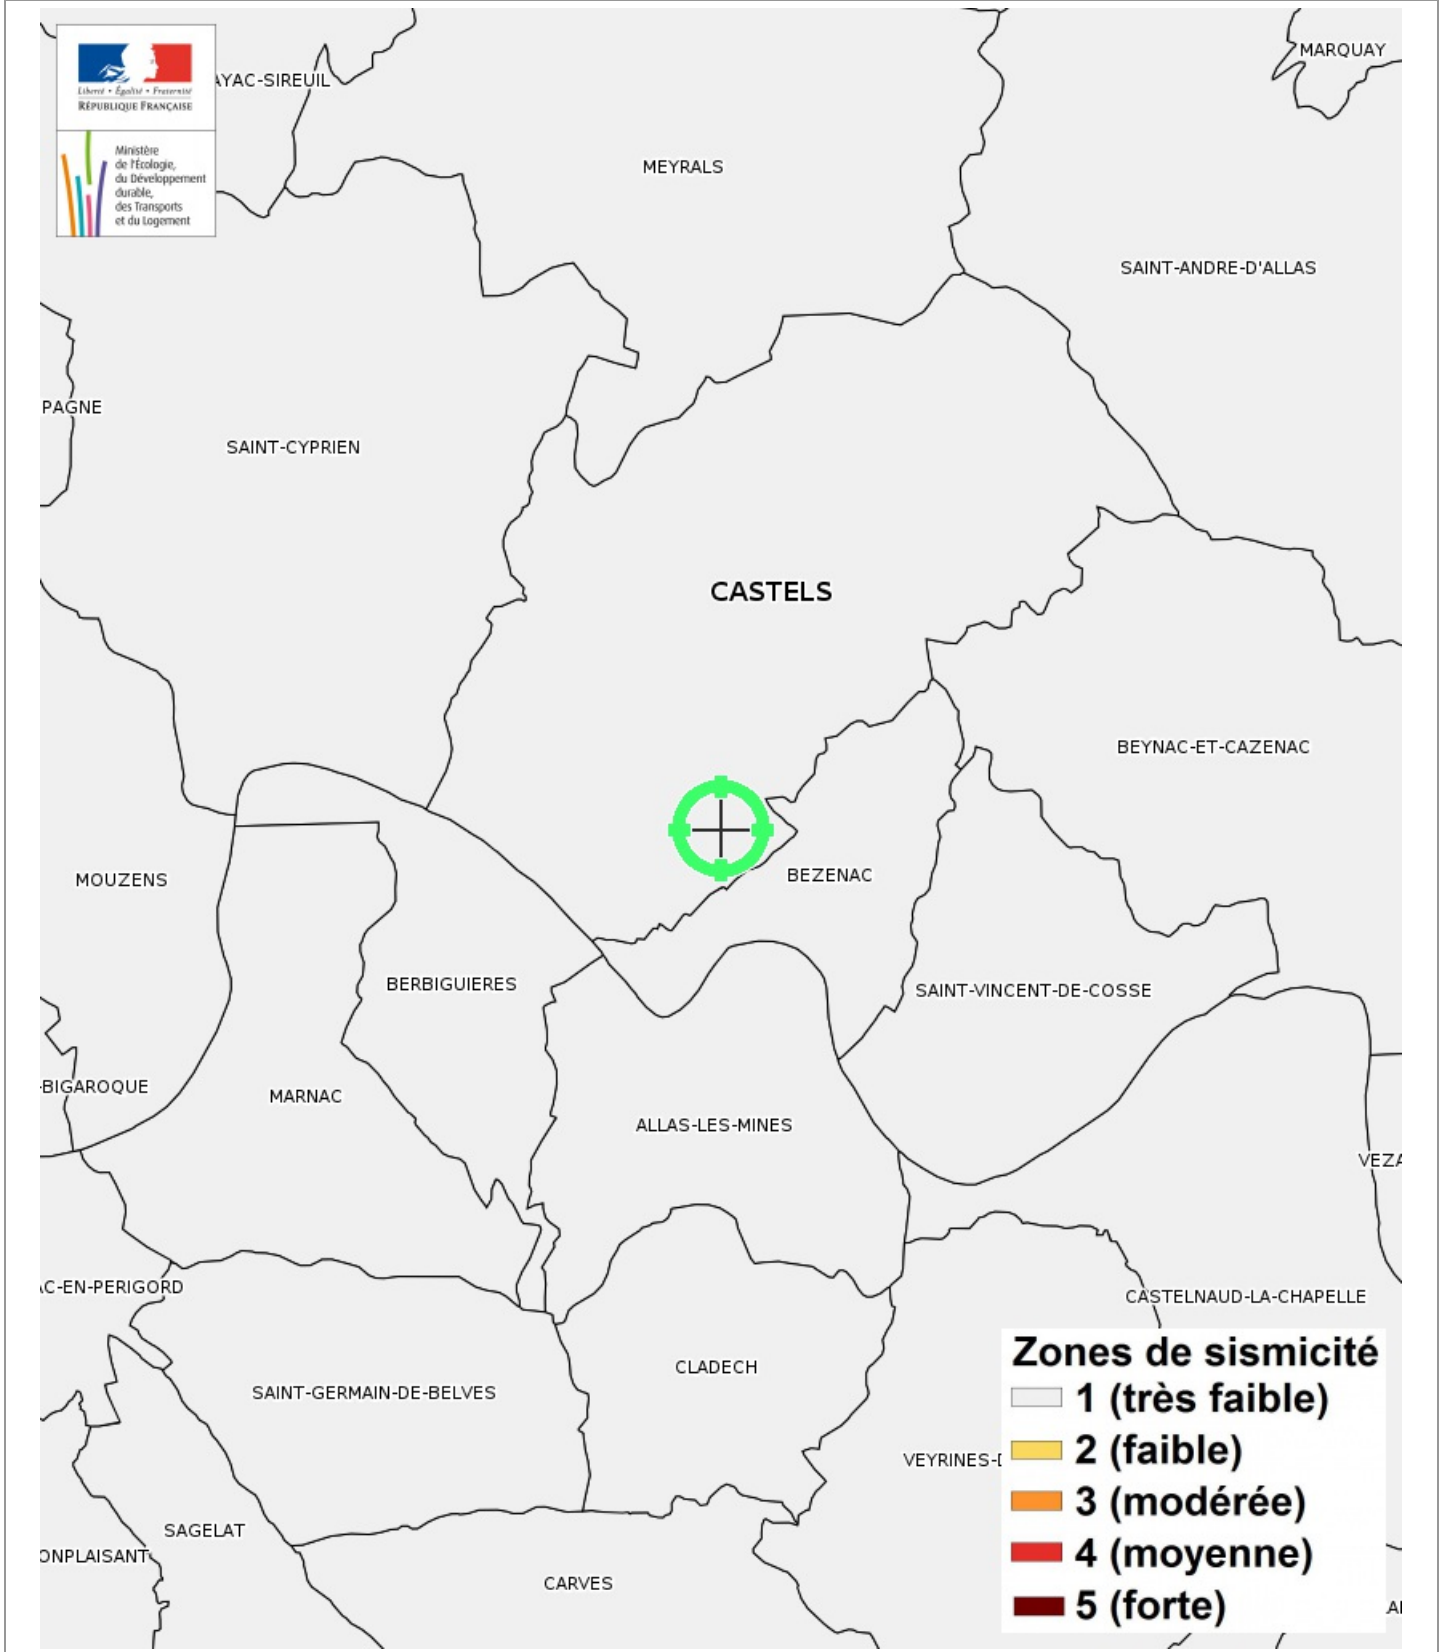 Liberté • Égalité • Fraternité
RÉPUBLIQUE FRANÇAISE
Ministère
de l'Écologie,
du Développement
durable,
des Transports
et du Logement
AYAC-SIREUIL
MARQUAY
MEYRALS
SAINT-ANDRE-D'ALLAS
PAGNE
SAINT-CYPRIEN
CASTELS
BEYNAC-ET-CAZENAC
MOUZENS
BEZENAC
BERBIGUIERES
SAINT-VINCENT-DE-COSSE
-BIGAROQUE
MARNAC
ALLAS-LES-MINES
VEZA
AC-EN-PERIGORD
CASTELNAUD-LA-CHAPELLE
CLADECH
SAINT-GERMAIN-DE-BELVES
VEYRINES-D
SAGELAT
ONPLAISANT
CARVES
Zones de sismicité
1 (très faible)
2 (faible)
3 (modérée)
4 (moyenne)
5 (forte)